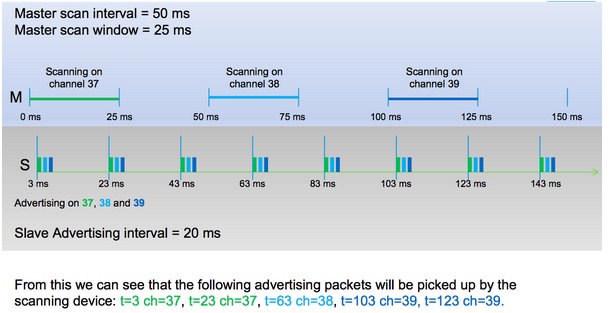 Master scan interval = 50 ms
Master scan window = 25 ms
Scanning on
channel 37
Scanning on
channel 38
Scanning on
channel 39
M
0 ms 25 ms 50 ms 75 ms 100 ms 125 ms 150 ms
S
3 ms 23 ms 43 ms 63 ms 83 ms 103 ms 123 ms 143 ms
Advertising on 37, 38 and 39
Slave Advertising interval = 20 ms
From this we can see that the following advertising packets will be picked up by the
scanning device: t=3 ch=37, t=23 ch=37, t=63 ch=38, t=103 ch=39, t=123 ch=39.